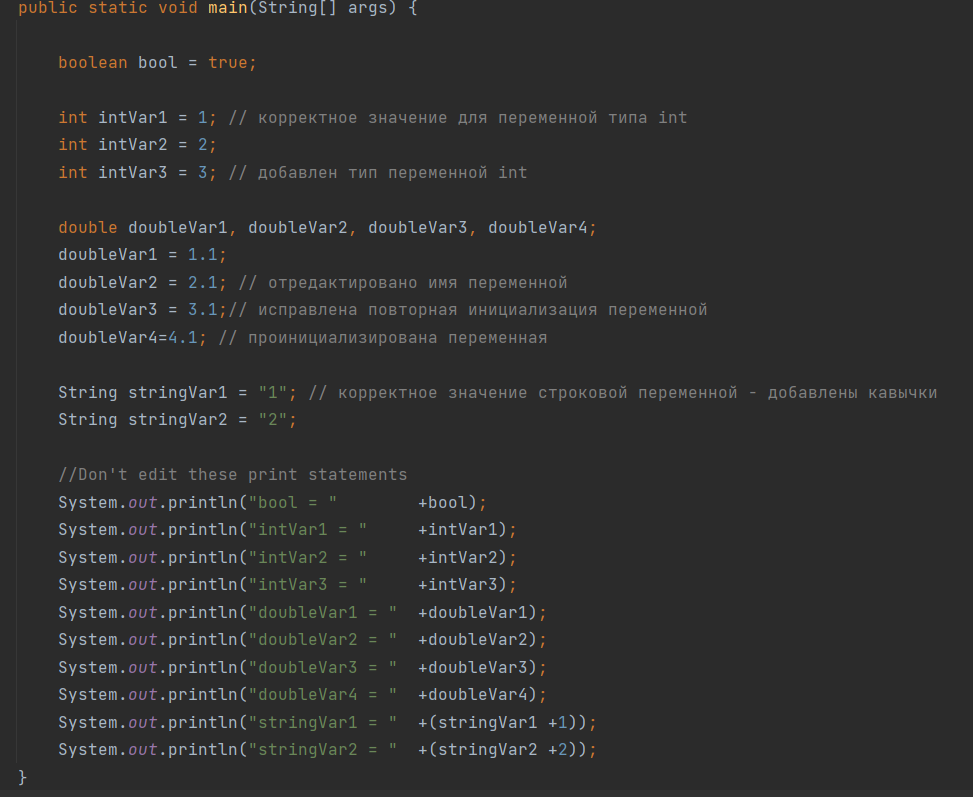 public static void main(String[] args) {
boolean bool = true;
int intVar1 = 1; // корректное значение для переменной типа int
int intVar2 = 2;
int intVar3 = 3; // добавлен тип переменной int
double doubleVar1, doubleVar2, doubleVar3, doubleVar4;
doubleVar1 = 1.1;
doubleVar2 = 2.1; // отредактировано имя переменной
doubleVar3 = 3.1;// исправлена повторная инициализация переменной
doubleVar4=4.1; // проинициализирована переменная
String stringVar1 = "1"; // корректное значение строковой переменной - добавлены кавычки
String stringVar2 = "2";
//Don't edit these print statements
System.out.println("bool = "        +bool);
System.out.println("intVar1 = "     +intVar1);
System.out.println("intVar2 = "     +intVar2);
System.out.println("intVar3 = "     +intVar3);
System.out.println("doubleVar1 = "  +doubleVar1);
System.out.println("doubleVar2 = "  +doubleVar2);
System.out.println("doubleVar3 = "  +doubleVar3);
System.out.println("doubleVar4 = "  +doubleVar4);
System.out.println("stringVar1 = "  +(stringVar1 +1));
System.out.println("stringVar2 = "  +(stringVar2 +2));
}